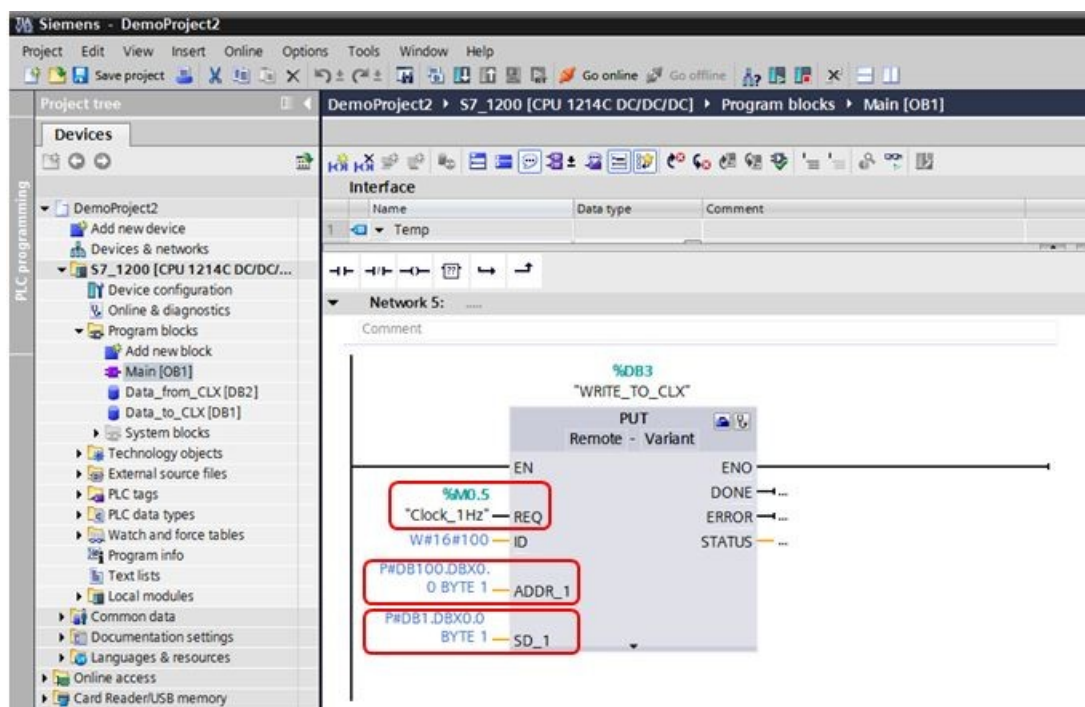 Siemens - DemoProject2
Project Edit View Insert Online Options Tools Window Help
Save project Go online Go offline
Project tree
DemoProject2 S7_1200 [CPU 1214C DC/DC/DC] Program blocks Main [OB1]
Devices
PLC programming
DemoProject2
Add new device
Devices & networks
S7_1200 [CPU 1214C DC/DC/...
Device configuration
Online & diagnostics
Program blocks
Add new block
Main [OB1]
Data_from_CLX [DB2]
Data_to_CLX [DB1]
System blocks
Technology objects
External source files
PLC tags
PLC data types
Watch and force tables
Program info
Text lists
Local modules
Common data
Documentation settings
Languages & resources
Online access
Card Reader/USB memory
Interface
Name Data type Comment
1 Temp
Network 5: .....
Comment
%DB3
"WRITE_TO_CLX"
PUT
Remote - Variant
EN ENO
%M0.5 DONE ...
"Clock_1Hz" REQ ERROR ...
W#16#100 ID STATUS ...
P#DB100.DBX0.
0 BYTE 1 ADDR_1
P#DB1.DBX0.0
BYTE 1 SD_1